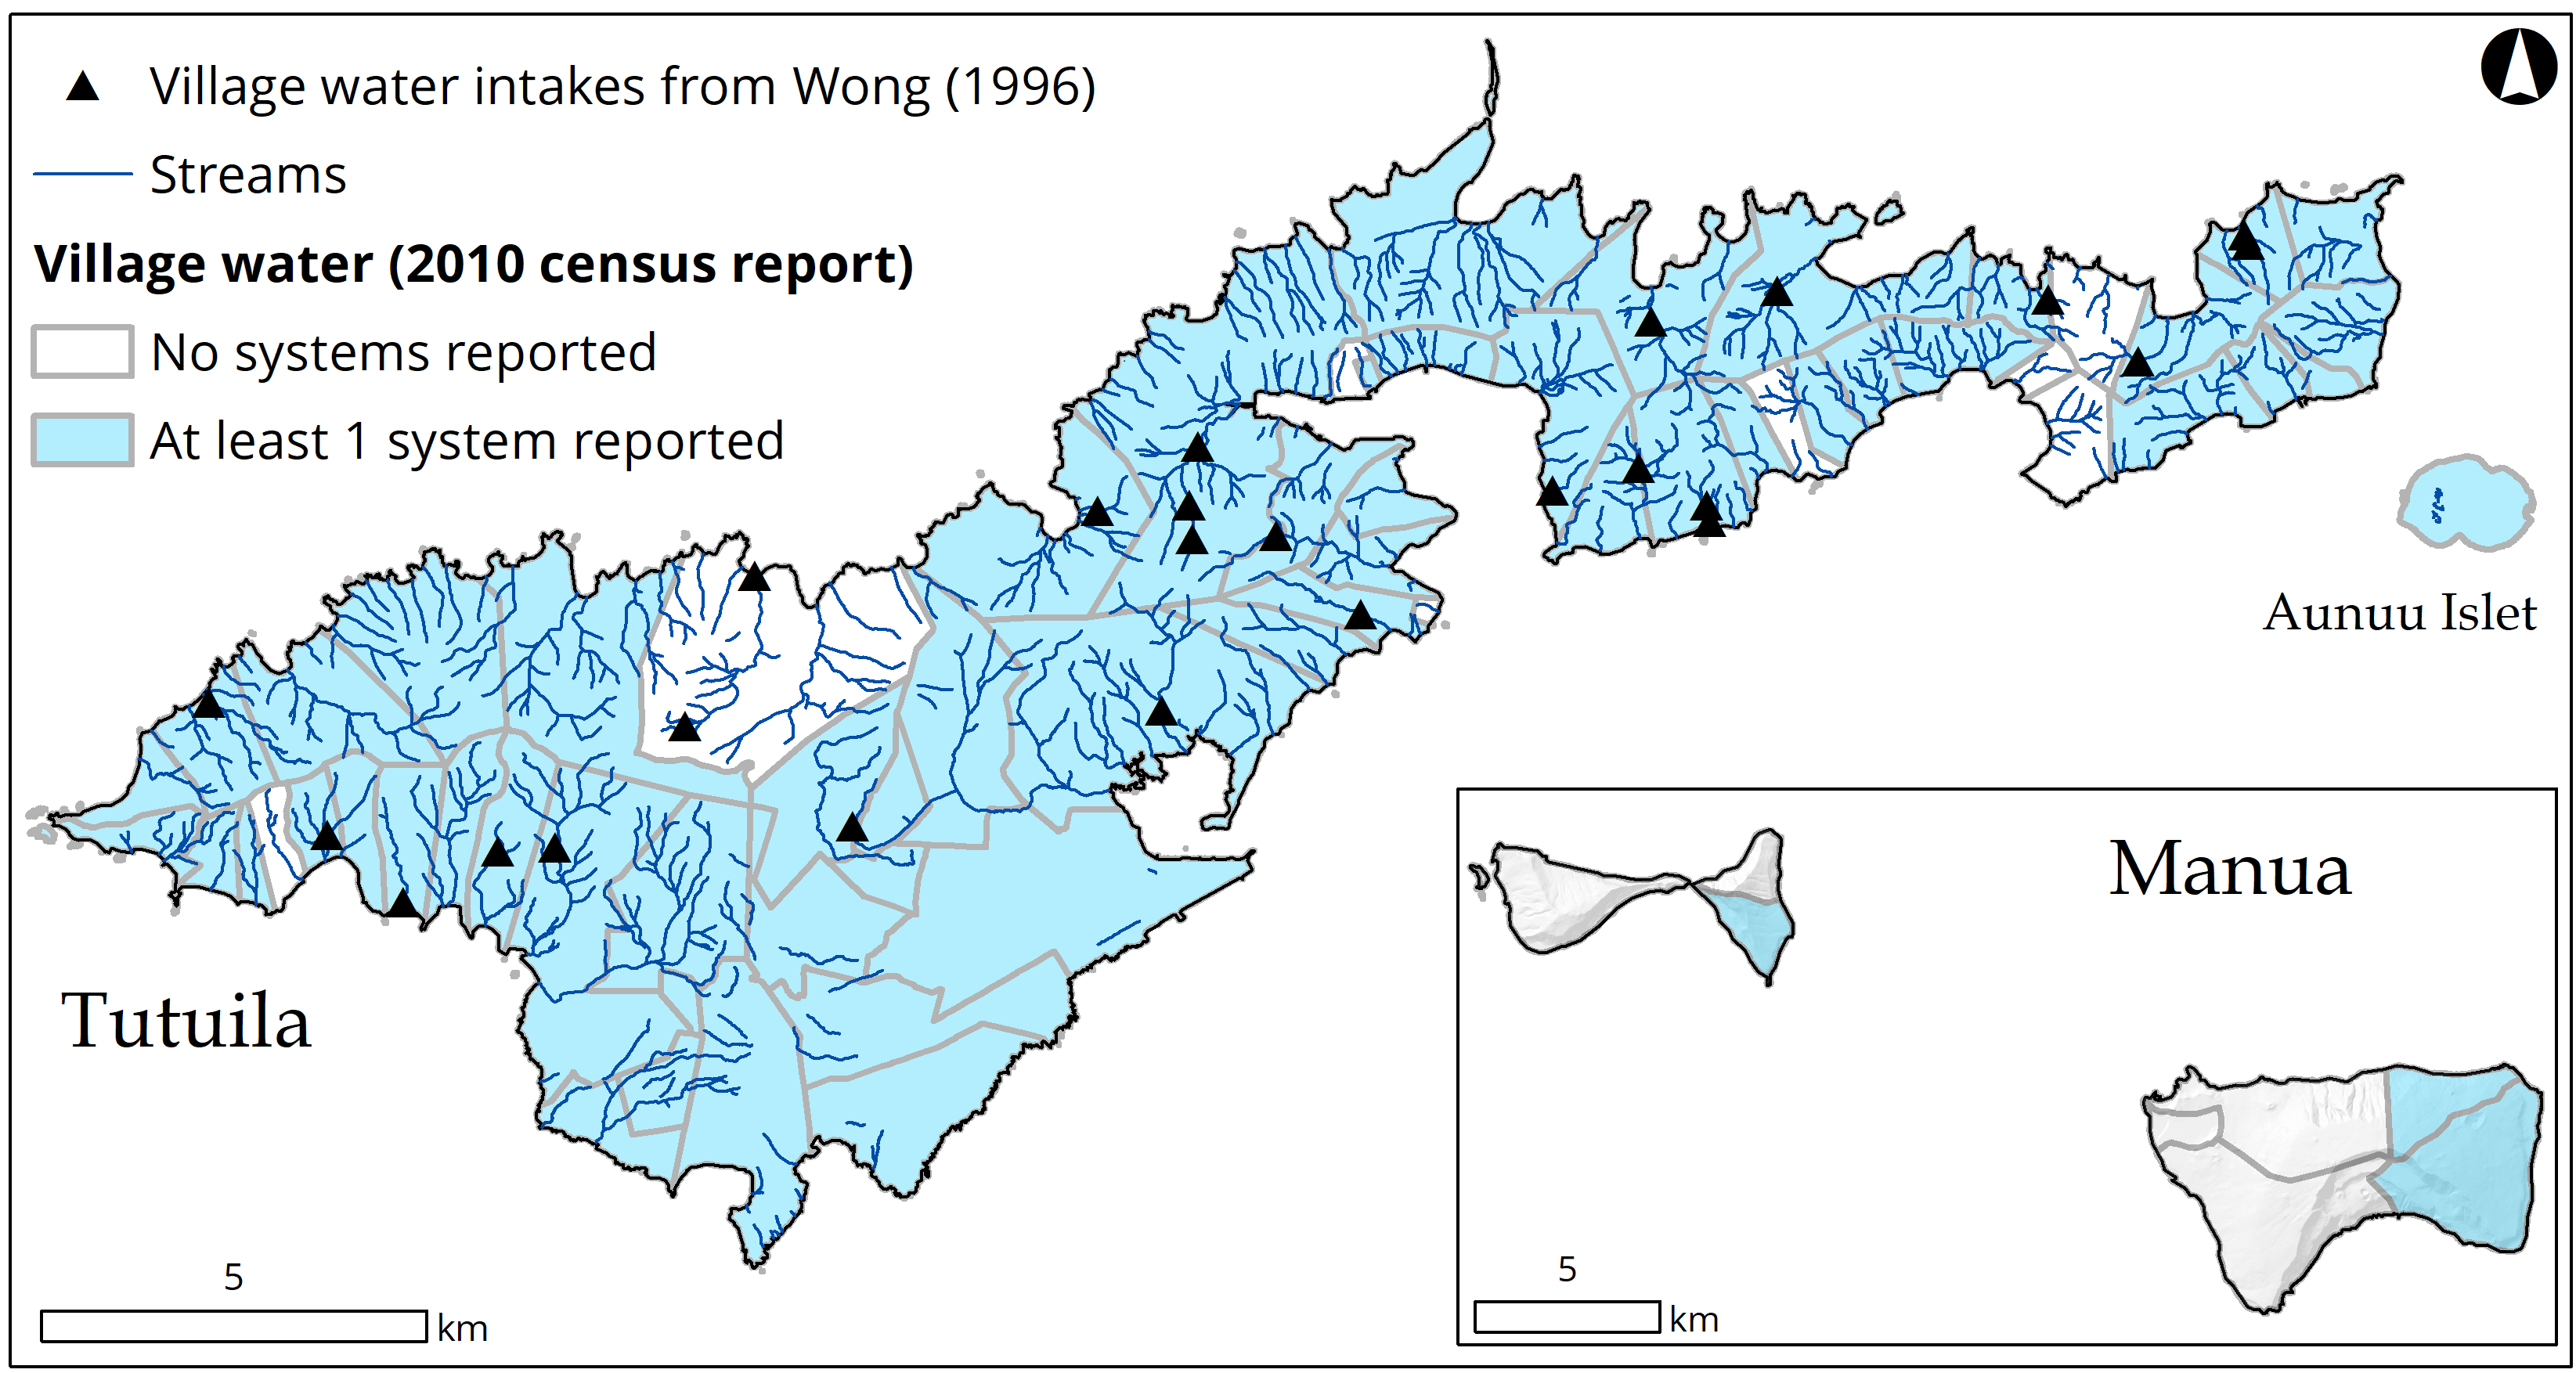 Village water intakes from Wong (1996)
Streams
Village water (2010 census report)
No systems reported
At least 1 system reported
Aunuu Islet
Manua
Tutuila
5
km
5
km